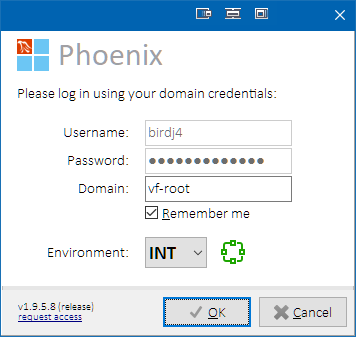 Phoenix
Please log in using your domain credentials:
Username: birdj4
Password: ●●●●●●●●●●●●●
Domain: vf-root
Remember me
Environment: INT
v1.9.5.8 (release)
request access
OK
Cancel